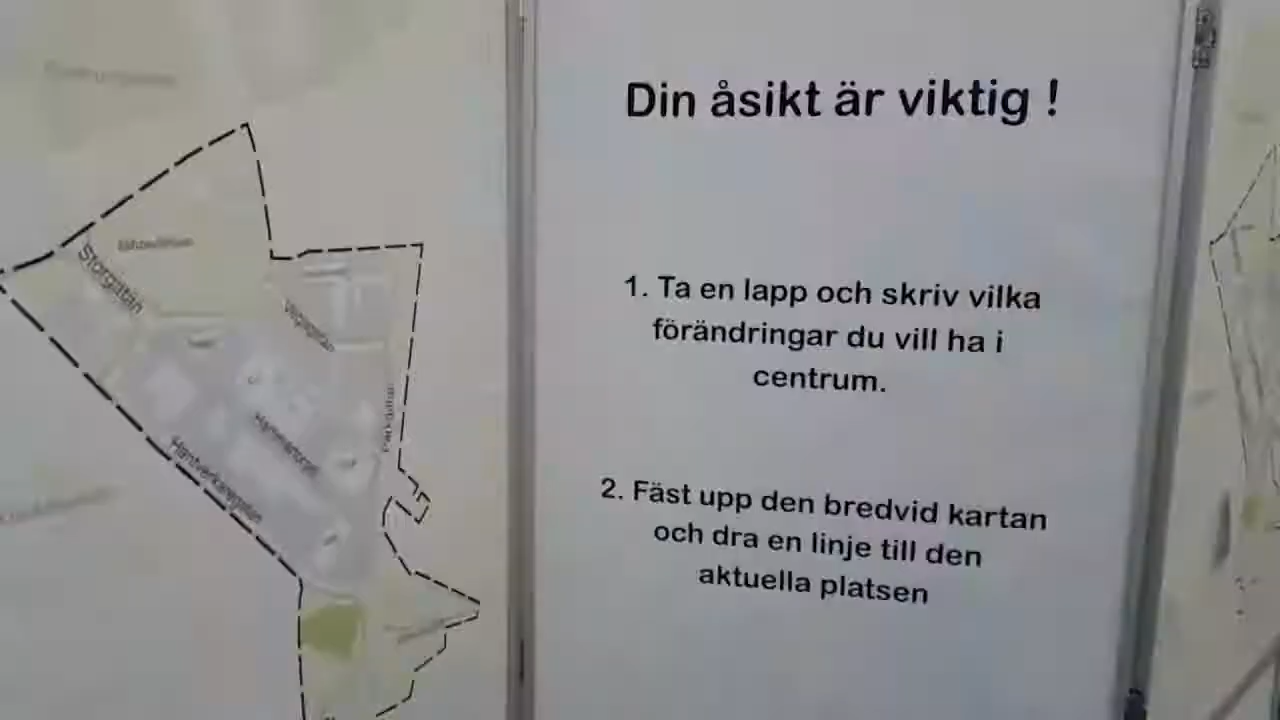 Din åsikt är viktig !
1. Ta en lapp och skriv vilka
förändringar du vill ha i
centrum.
2. Fäst upp den bredvid kartan
och dra en linje till den
aktuella platsen
Storgatan
Hantverkaregatan